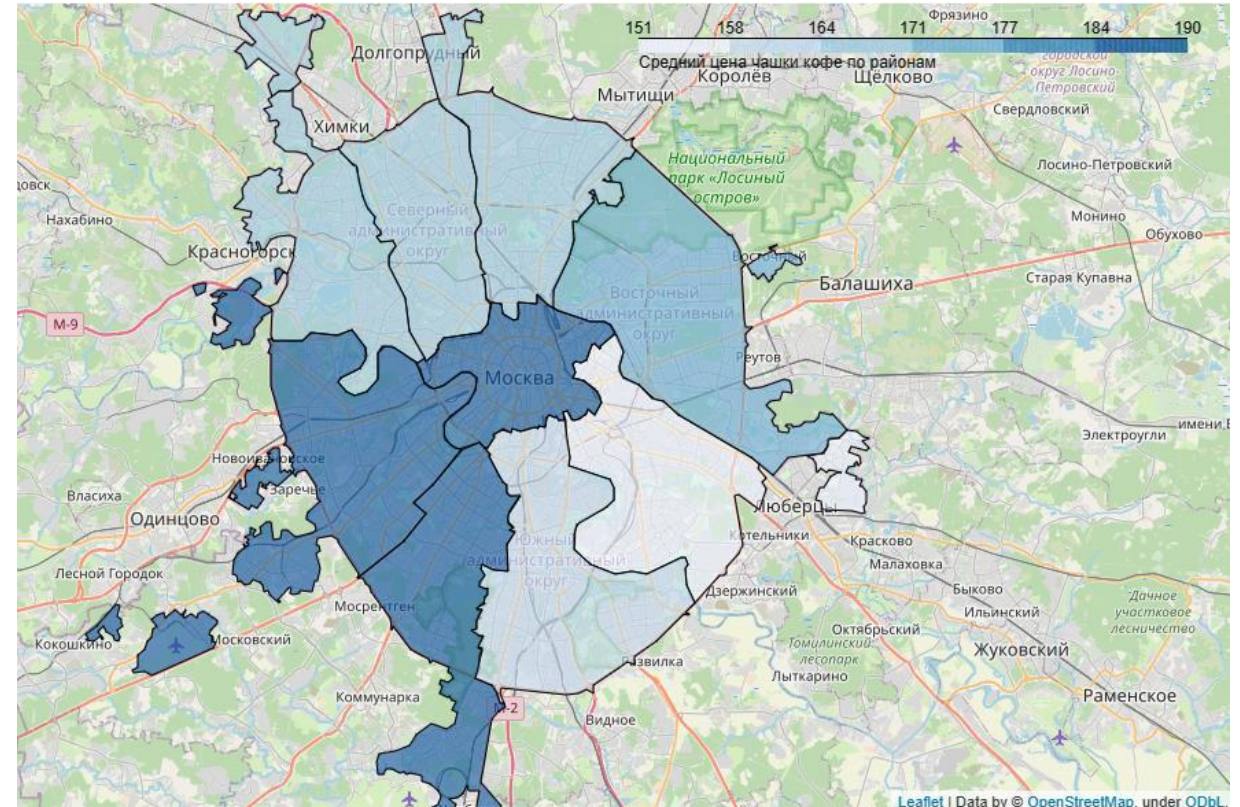 Фрязино
151 158 164 171 177 184 190
Долгопрудный
Средний цена чашки кофе по районам
городской
округ Лосино-
Петровский
Королёв
Щёлково
Мытищи
Свердловский
Химки
Национальный
парк «Лосиный
остров»
Лосино-Петровский
Нахабино
Северный
административный
округ
Монино
Обухово
Красногорск
Восточный
Балашиха
Старая Купавна
Восточный
административный
округ
М-9
Реутов
Москва
Электроугли
Новоивановское
Заречье
Власиха
Одинцово
Люберцы
Котельники
Красково
Южный
административный
округ
Малаховка
Лесной Городок
Быково
Дзержинский
Мосрентген
Ильинский
"Дачное
участковое
лесничество"
Октябрьский
Кокошкино
Московский
Томилинский
лесопарк
Жуковский
Развилка
Лыткарино
Коммунарка
Раменское
М-2
Видное
Leaflet | Data by © OpenStreetMap, under ODbL.